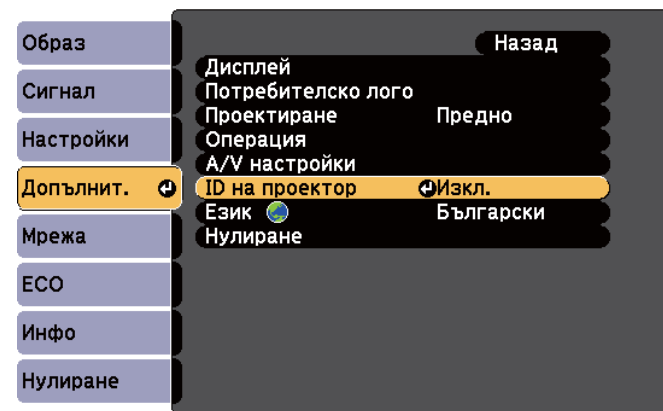 Образ
Сигнал
Настройки
Допълнит.
Мрежа
ECO
Инфо
Нулиране
Назад
Дисплей
Потребителско лого
Проектиране Предно
Операция
A/V настройки
ID на проектор Изкл.
Език Български
Нулиране